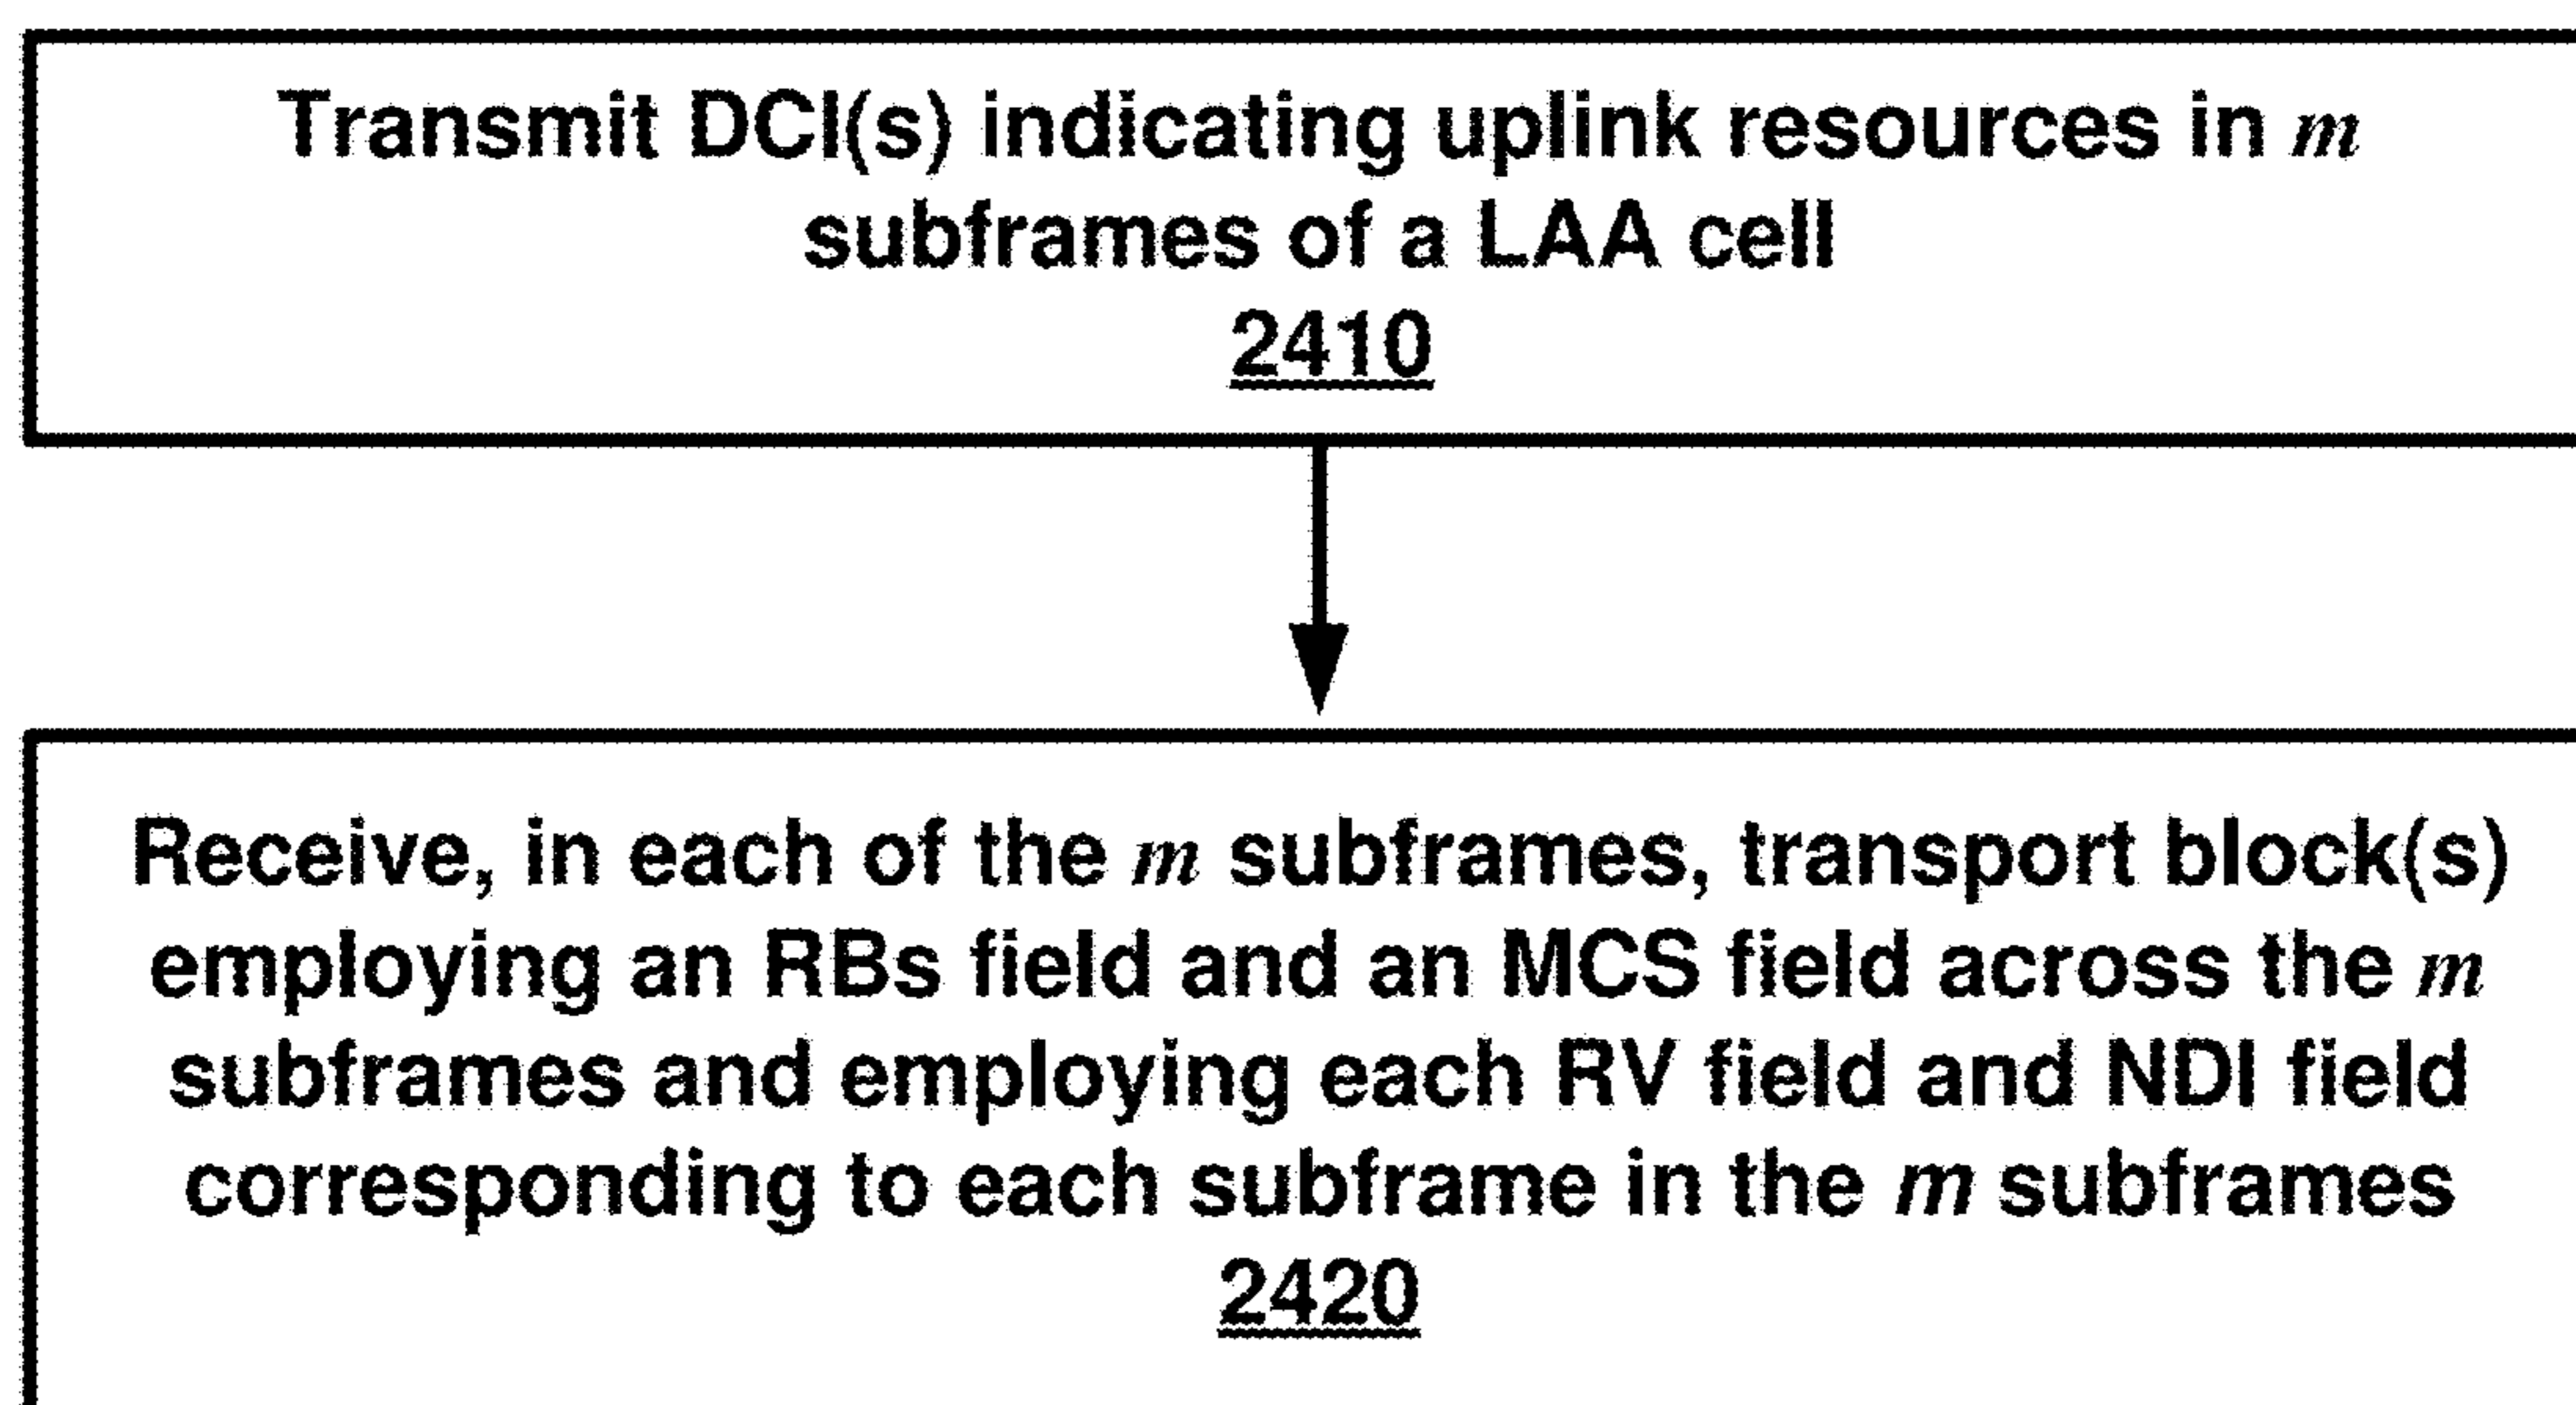 Transmit DCI(s) indicating uplink resources in m
subframes of a LAA cell
2410
Receive, in each of the m subframes, transport block(s)
employing an RBs field and an MCS field across the m
subframes and employing each RV field and NDI field
corresponding to each subframe in the m subframes
2420